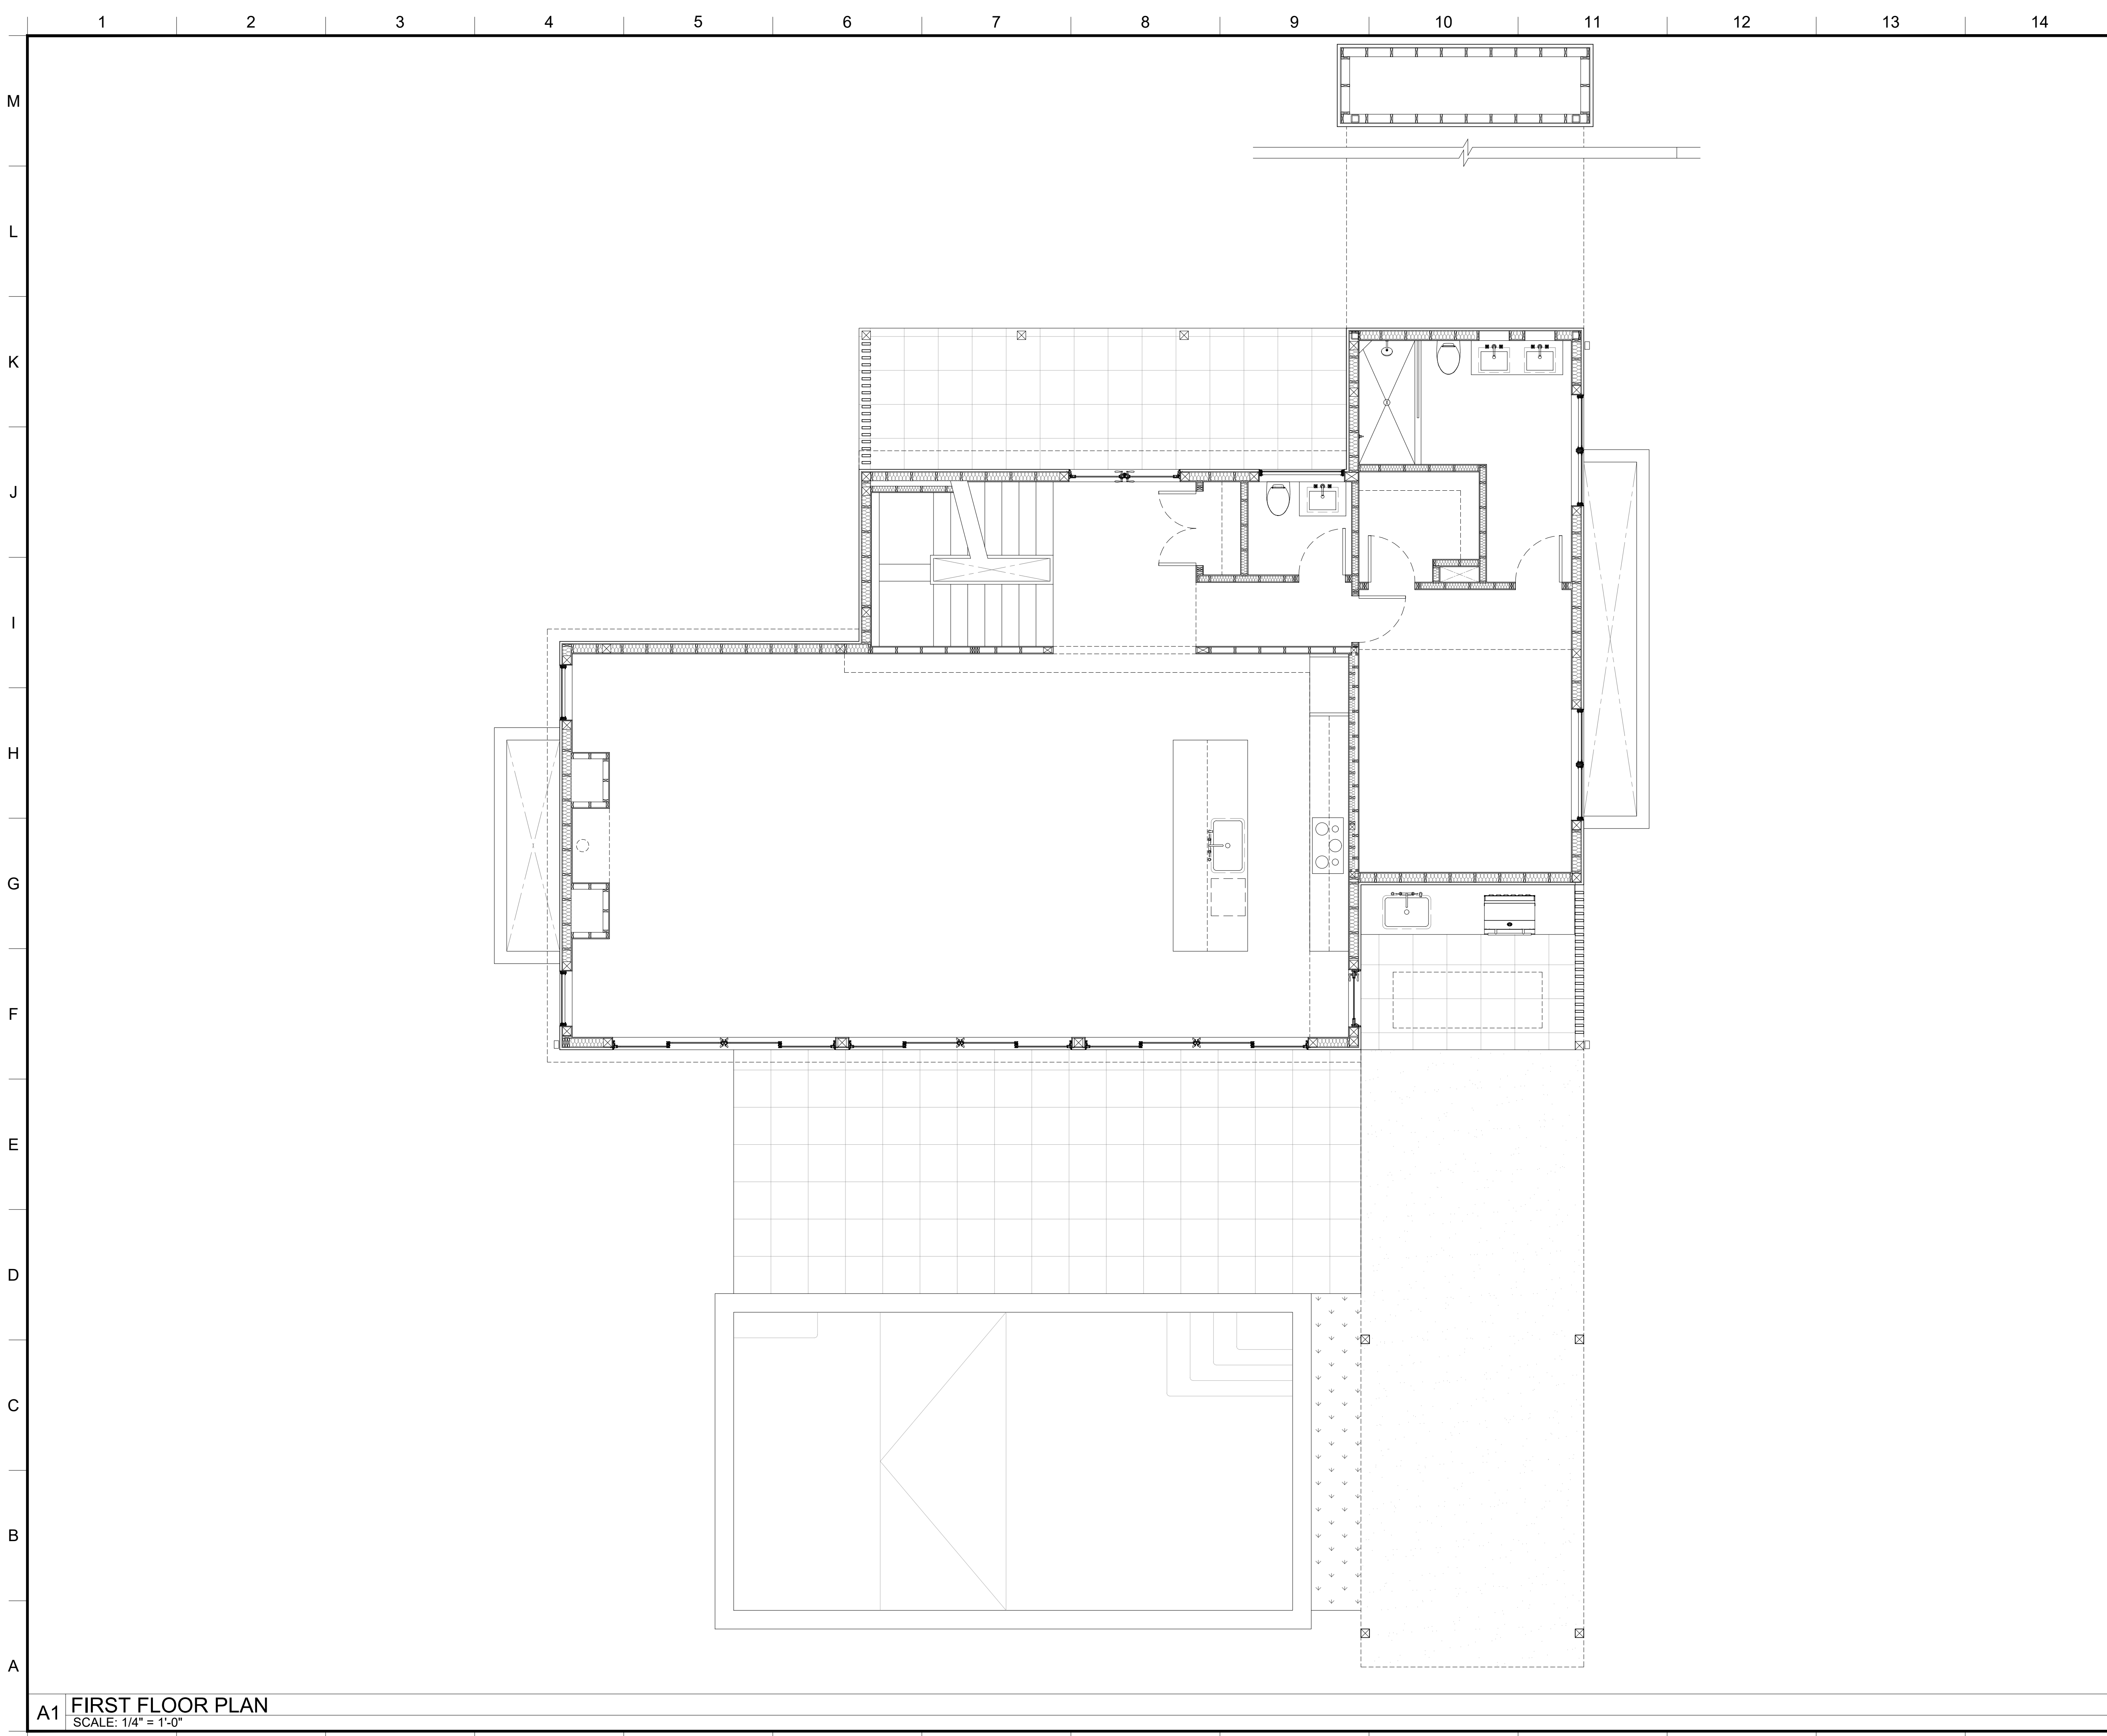 1 2 3 4 5 6 7 8 9 10 11 12 13 14
M
L
K
J
I
H
G
F
E
D
C
B
A
A1 FIRST FLOOR PLAN
SCALE: 1/4" = 1'-0"